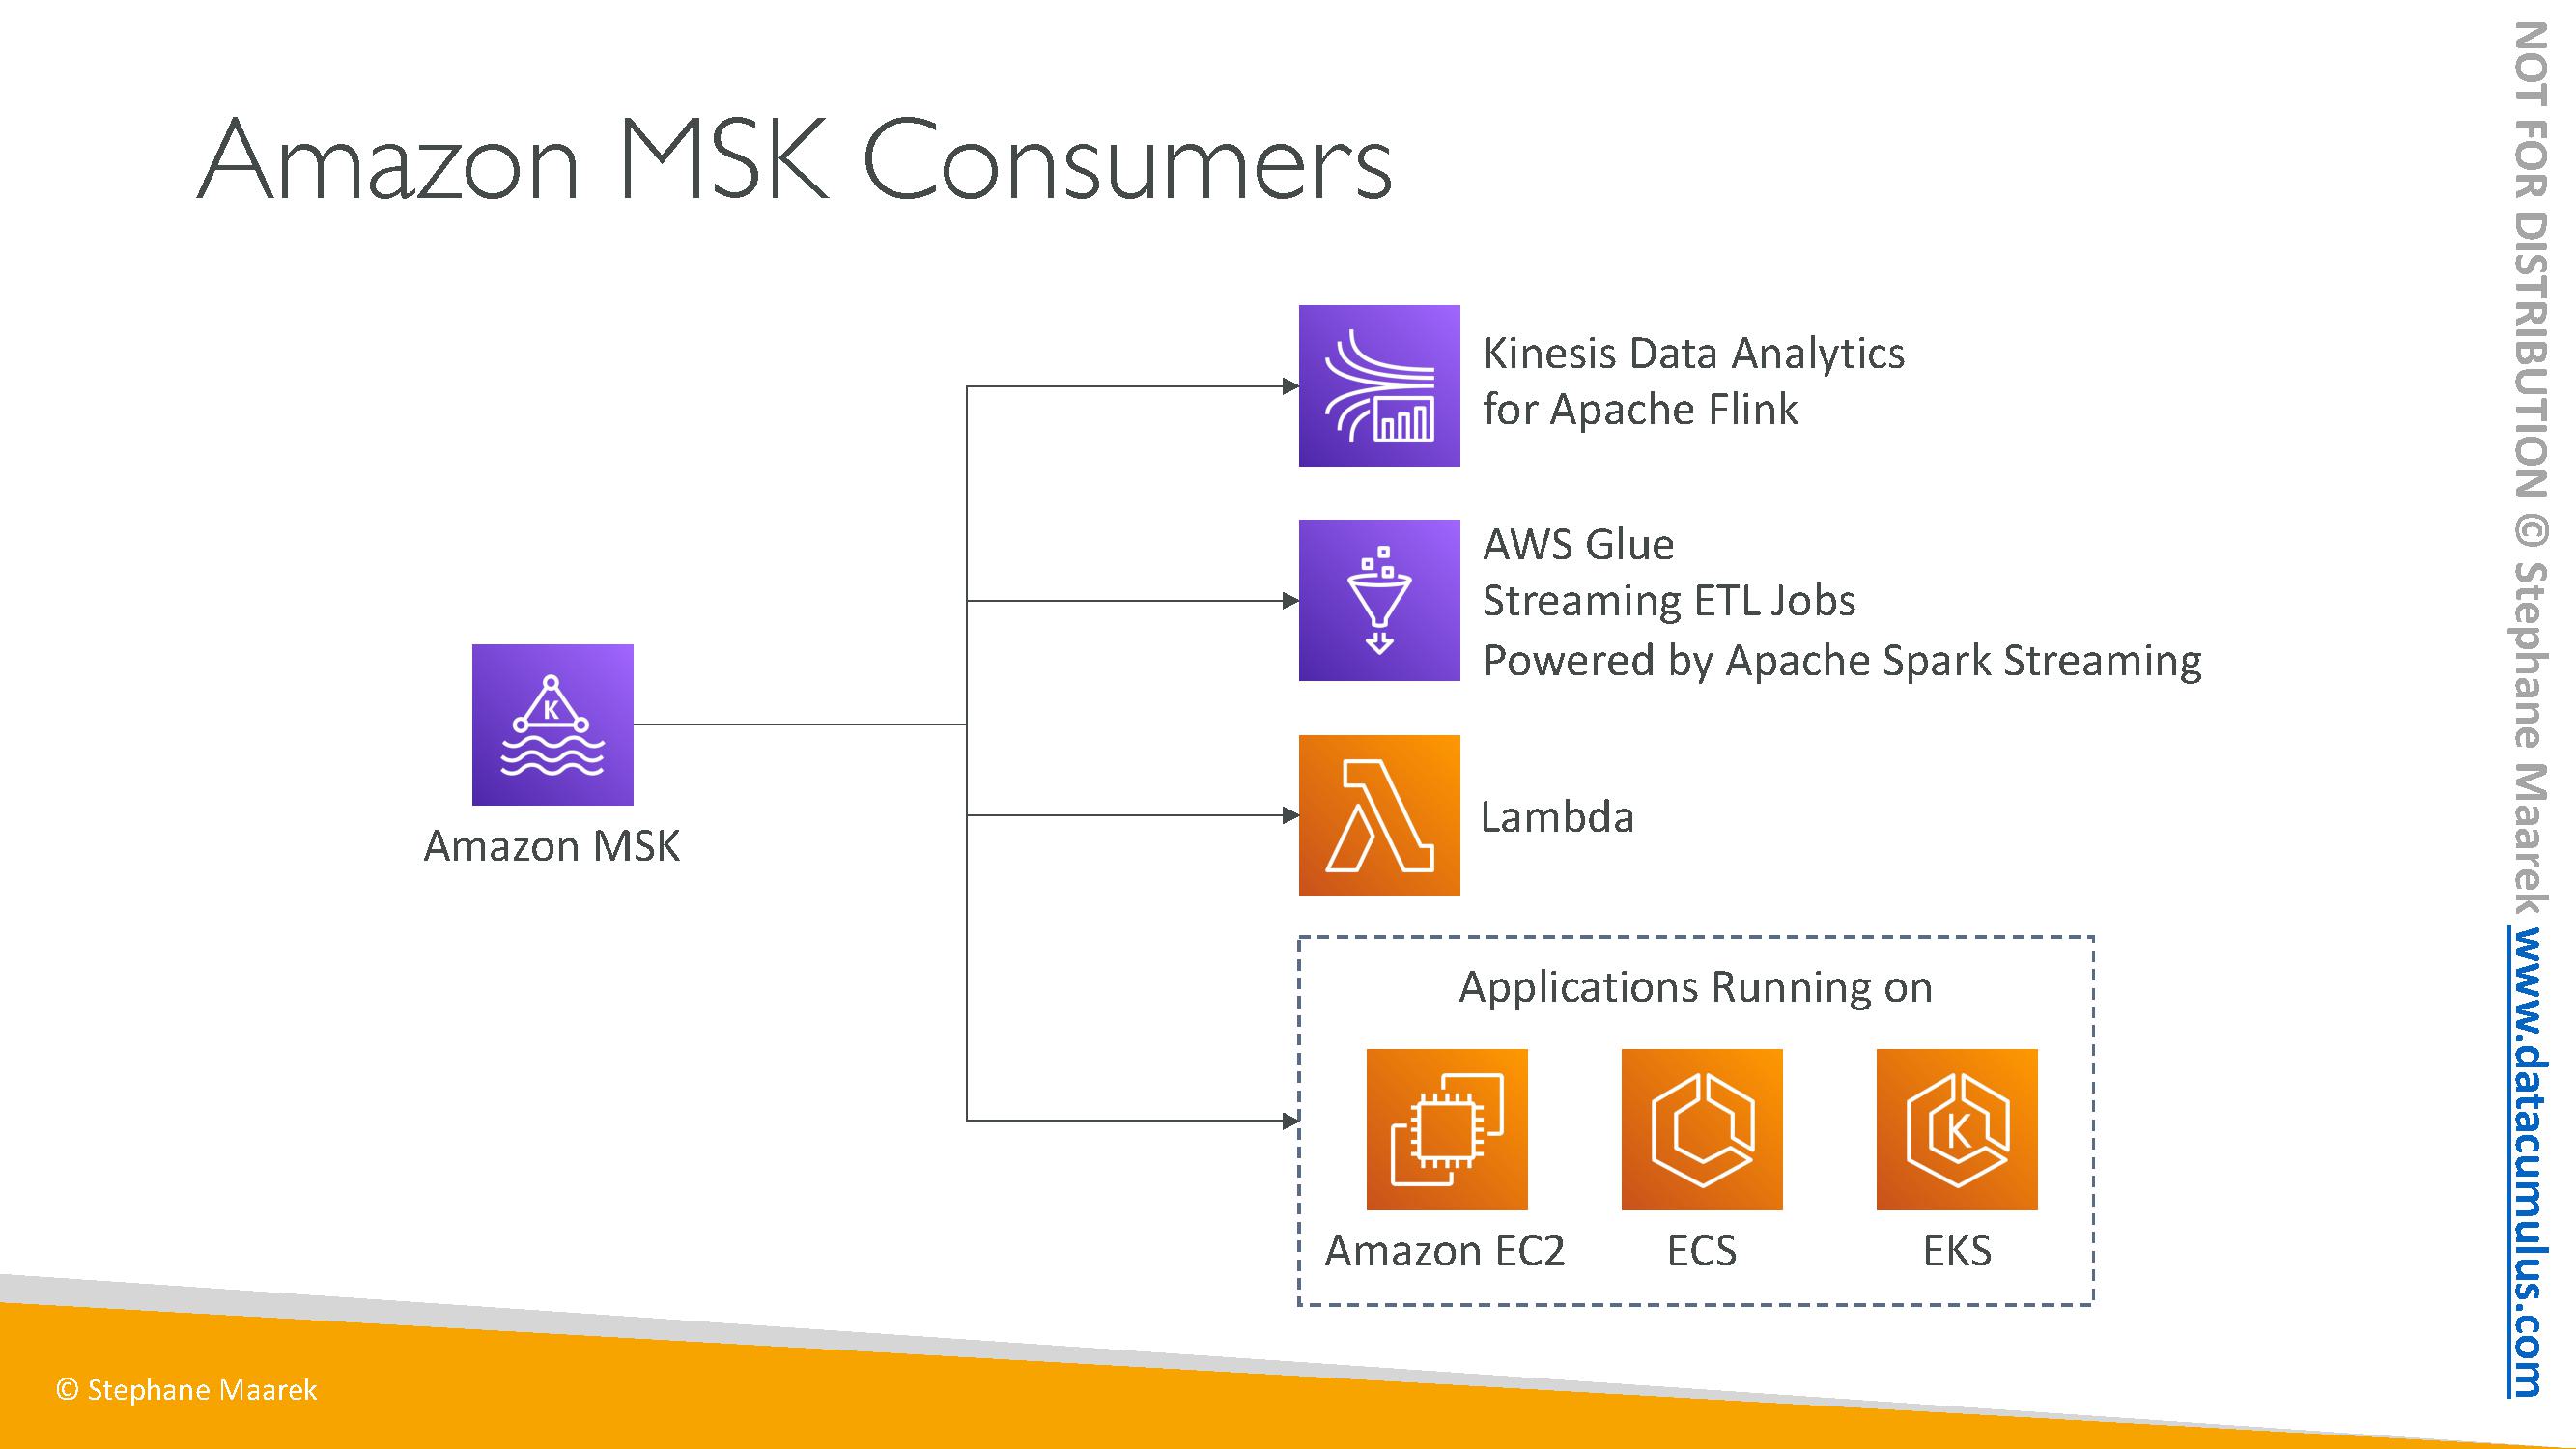 Amazon MSK Consumers
Kinesis Data Analytics
for Apache Flink
AWS Glue
Streaming ETL Jobs
Powered by Apache Spark Streaming
K
Amazon MSK
Lambda
Applications Running on
K
Amazon EC2
ECS
EKS
© Stephane Maarek
NOT FOR DISTRIBUTION © Stephane Maarek www.datacumulus.com